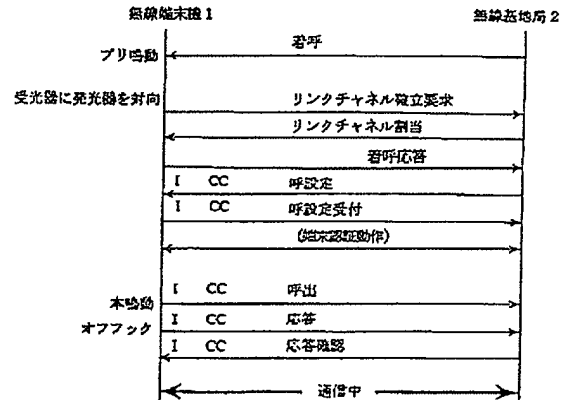 無線端末機1
無線基地局2
着呼
プリ鳴動
受光器に発光器を対向
リンクチャネル確立要求
リンクチャネル割当
着呼応答
I CC 呼設定
I CC 呼設定受付
(端末認証動作)
I CC 呼出
本鳴動
I CC 応答
オフフック
I CC 応答確認
通信中